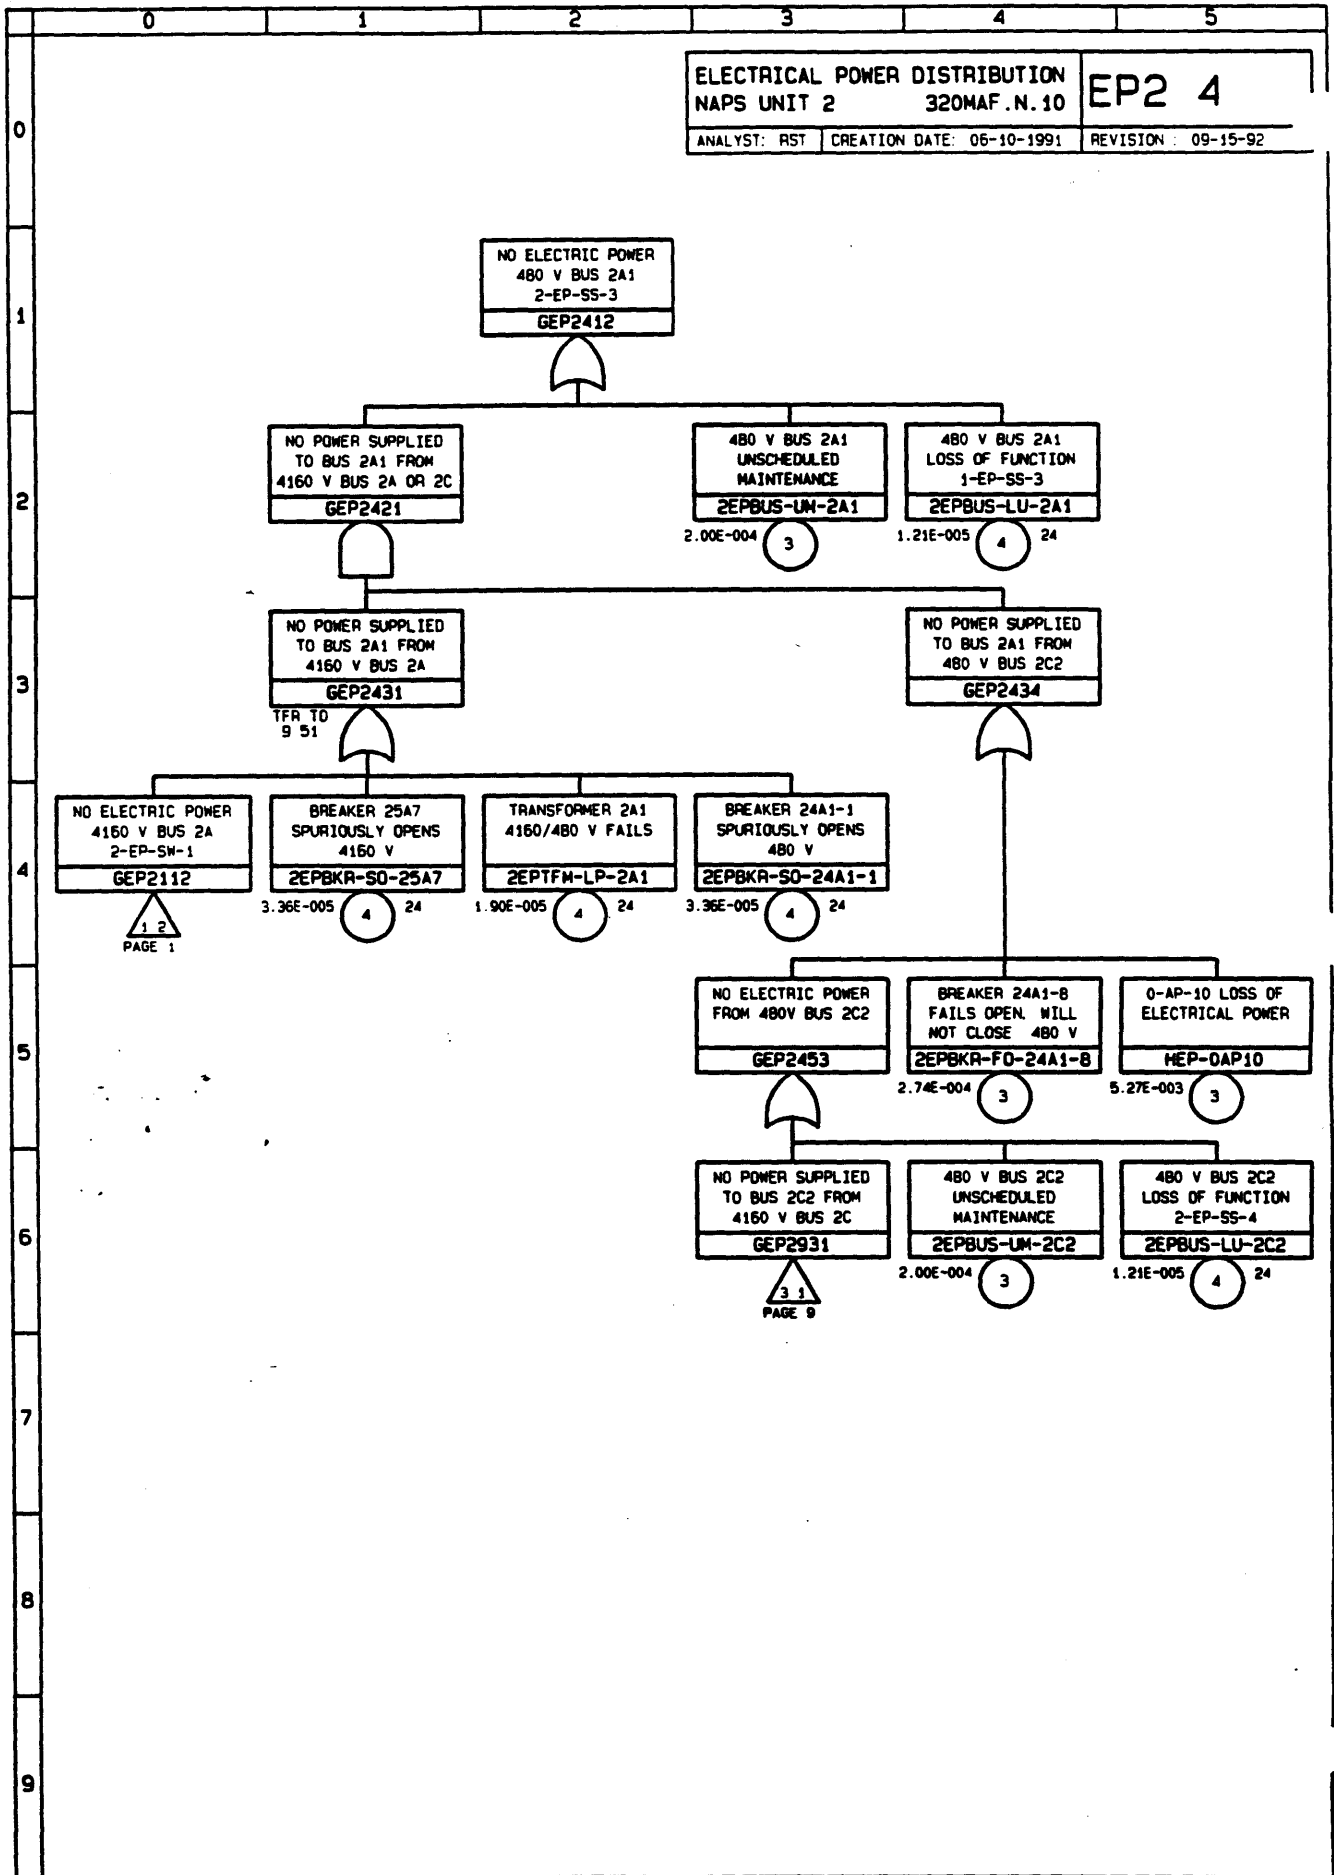 0 1 2 3 4 5
ELECTRICAL POWER DISTRIBUTION
NAPS UNIT 2 320MAF.N.10
EP2 4
ANALYST: RST CREATION DATE: 06-10-1991 REVISION : 09-15-92
0
NO ELECTRIC POWER
480 V BUS 2A1
2-EP-SS-3
GEP2412
1
NO POWER SUPPLIED
TO BUS 2A1 FROM
4160 V BUS 2A OR 2C
GEP2421
480 V BUS 2A1
UNSCHEDULED
MAINTENANCE
2EPBUS-UM-2A1
2.00E-004 3
480 V BUS 2A1
LOSS OF FUNCTION
1-EP-SS-3
2EPBUS-LU-2A1
1.21E-005 4 24
2
NO POWER SUPPLIED
TO BUS 2A1 FROM
4160 V BUS 2A
GEP2431
TFR TO
9 51
NO POWER SUPPLIED
TO BUS 2A1 FROM
480 V BUS 2C2
GEP2434
3
NO ELECTRIC POWER
4160 V BUS 2A
2-EP-SW-1
GEP2112
1 2
PAGE 1
BREAKER 25A7
SPURIOUSLY OPENS
4160 V
2EPBKR-SO-25A7
3.36E-005 4 24
TRANSFORMER 2A1
4160/480 V FAILS
2EPTFM-LP-2A1
1.90E-005 4 24
BREAKER 24A1-1
SPURIOUSLY OPENS
480 V
2EPBKR-SO-24A1-1
3.36E-005 4 24
4
NO ELECTRIC POWER
FROM 480V BUS 2C2
GEP2453
BREAKER 24A1-8
FAILS OPEN. WILL
NOT CLOSE 480 V
2EPBKR-FO-24A1-8
2.74E-004 3
0-AP-10 LOSS OF
ELECTRICAL POWER
HEP-0AP10
5.27E-003 3
5
NO POWER SUPPLIED
TO BUS 2C2 FROM
4160 V BUS 2C
GEP2931
3 1
PAGE 9
480 V BUS 2C2
UNSCHEDULED
MAINTENANCE
2EPBUS-UM-2C2
2.00E-004 3
480 V BUS 2C2
LOSS OF FUNCTION
2-EP-SS-4
2EPBUS-LU-2C2
1.21E-005 4 24
6
7
8
9